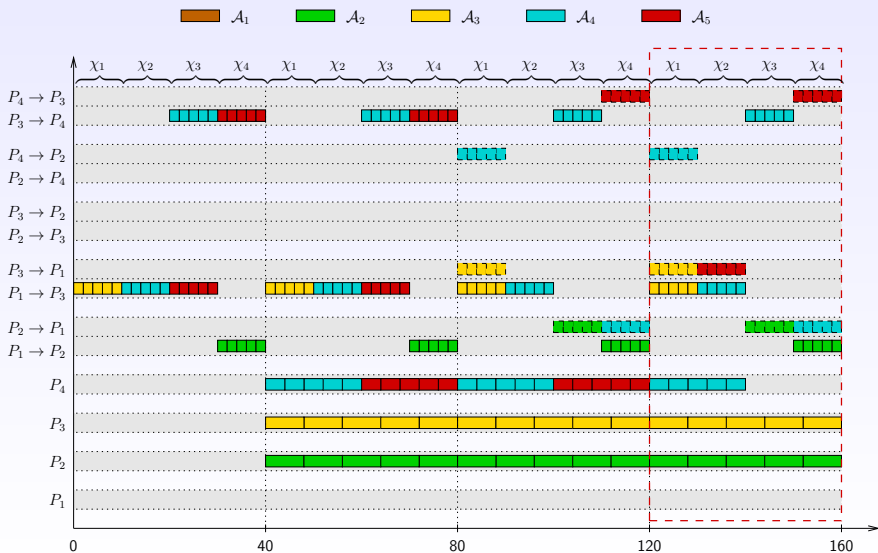 𝒜₁ 𝒜₂ 𝒜₃ 𝒜₄ 𝒜₅
χ₁ χ₂ χ₃ χ₄ χ₁ χ₂ χ₃ χ₄ χ₁ χ₂ χ₃ χ₄ χ₁ χ₂ χ₃ χ₄
P₄ → P₃
P₃ → P₄
P₄ → P₂
P₂ → P₄
P₃ → P₂
P₂ → P₃
P₃ → P₁
P₁ → P₃
P₂ → P₁
P₁ → P₂
P₄
P₃
P₂
P₁
0 40 80 120 160